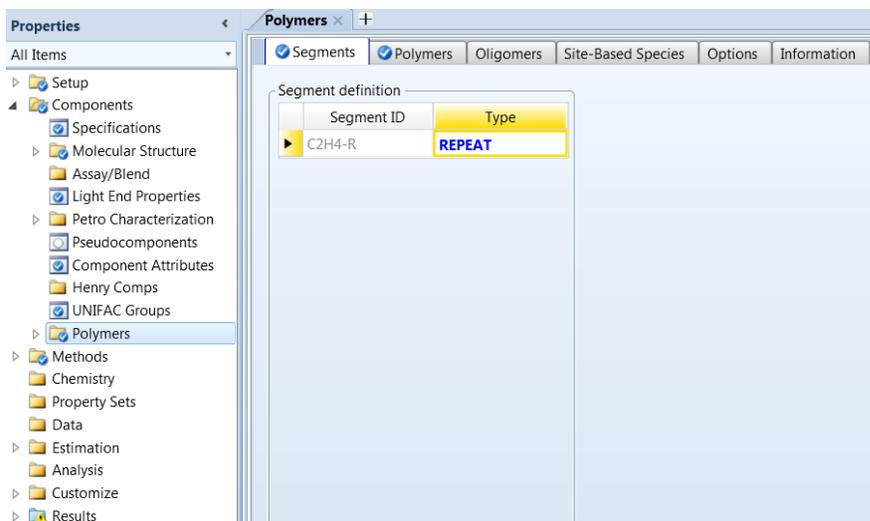 Properties
All Items
Setup
Components
Specifications
Molecular Structure
Assay/Blend
Light End Properties
Petro Characterization
Pseudocomponents
Component Attributes
Henry Comps
UNIFAC Groups
Polymers
Methods
Chemistry
Property Sets
Data
Estimation
Analysis
Customize
Results
Polymers
Segments Polymers Oligomers Site-Based Species Options Information
Segment definition
Segment ID Type
C2H4-R REPEAT